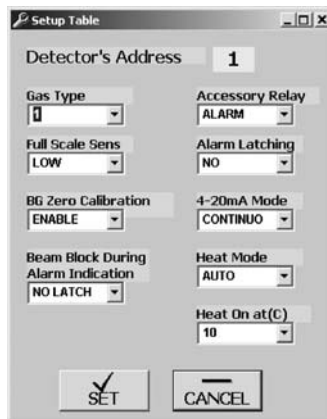 Setup Table
Detector's Address 1
Gas Type
1
Full Scale Sens
LOW
BG Zero Calibration
ENABLE
Beam Block During
Alarm Indication
NO LATCH
Accessory Relay
ALARM
Alarm Latching
NO
4-20mA Mode
CONTINUO
Heat Mode
AUTO
Heat On at(C)
10
SET
CANCEL